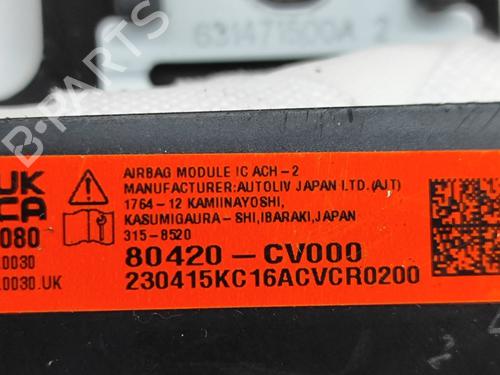 631471500A 2
B-PARTS
UK
CA
AIRBAG MODULE IC ACH-2
MANUFACTURER:AUTOLIV JAPAN LTD.(AJT)
1764-12 KAMIINAYOSHI,
KASUMIGAURA-SHI,IBARAKI,JAPAN
315-8520
080
.0030
.0030.UK
80420-CV000
230415KC16ACVCR0200